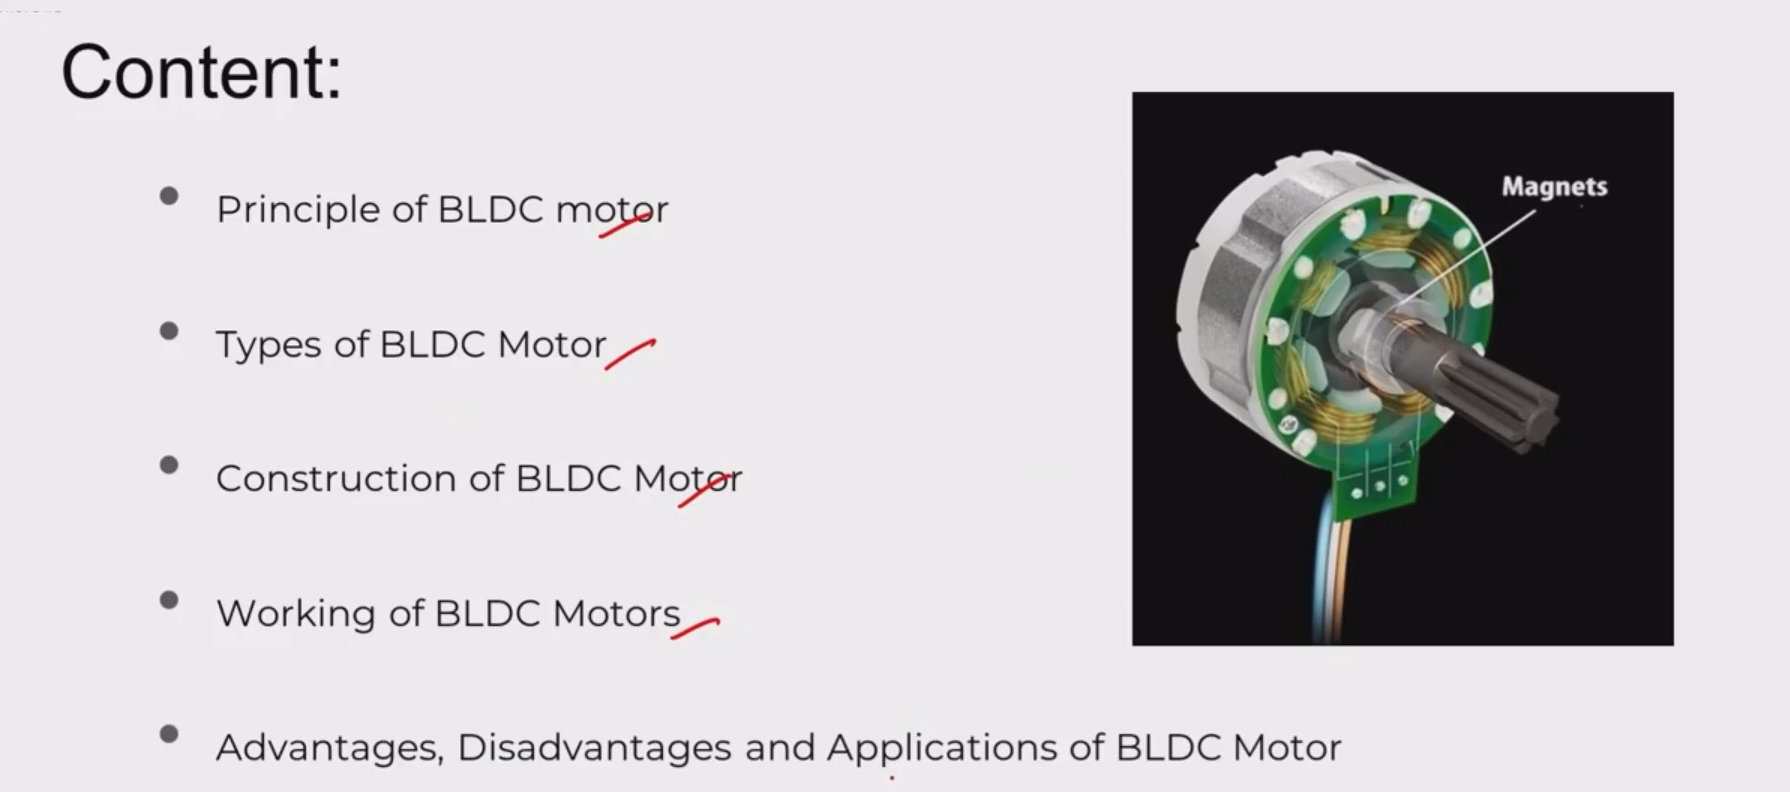 Content:
Principle of BLDC motor
Types of BLDC Motor
Construction of BLDC Motor
Working of BLDC Motors
Advantages, Disadvantages and Applications of BLDC Motor
Magnets